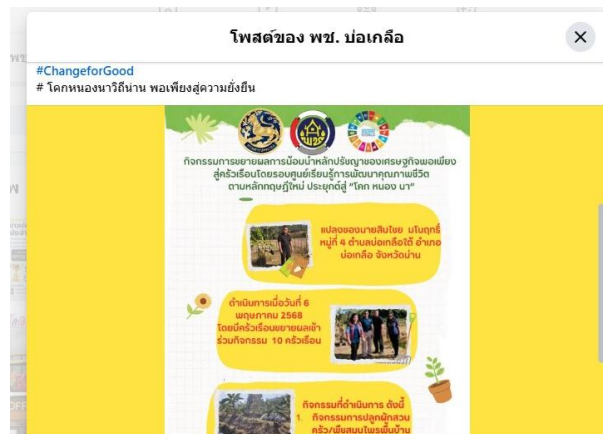 โพสต์ของ พช. บ่อเกลือ
#ChangeforGood
# โคกหนองนาวิถีน่าน พอเพียงสู่ความยั่งยืน
กิจกรรมการขยายผลการน้อมนำหลักปรัชญาของเศรษฐกิจพอเพียง
สู่ครัวเรือนโดยรอบศูนย์เรียนรู้การพัฒนาคุณภาพชีวิต
ตามหลักทฤษฎีใหม่ ประยุกต์สู่ "โคก หนอง นา"
แปลงของนายสินไชย มโนฤทธิ์
หมู่ที่ 4 ตำบลบ่อเกลือใต้ อำเภอ
บ่อเกลือ จังหวัดน่าน
ดำเนินการเมื่อวันที่ 6
พฤษภาคม 2568
โดยมีครัวเรือนขยายผลเข้า
ร่วมกิจกรรม 10 ครัวเรือน
กิจกรรมที่ดำเนินการ ดังนี้
1. กิจกรรมการปลูกผักสวน
ครัว/พืชสมุนไพรพื้นบ้าน